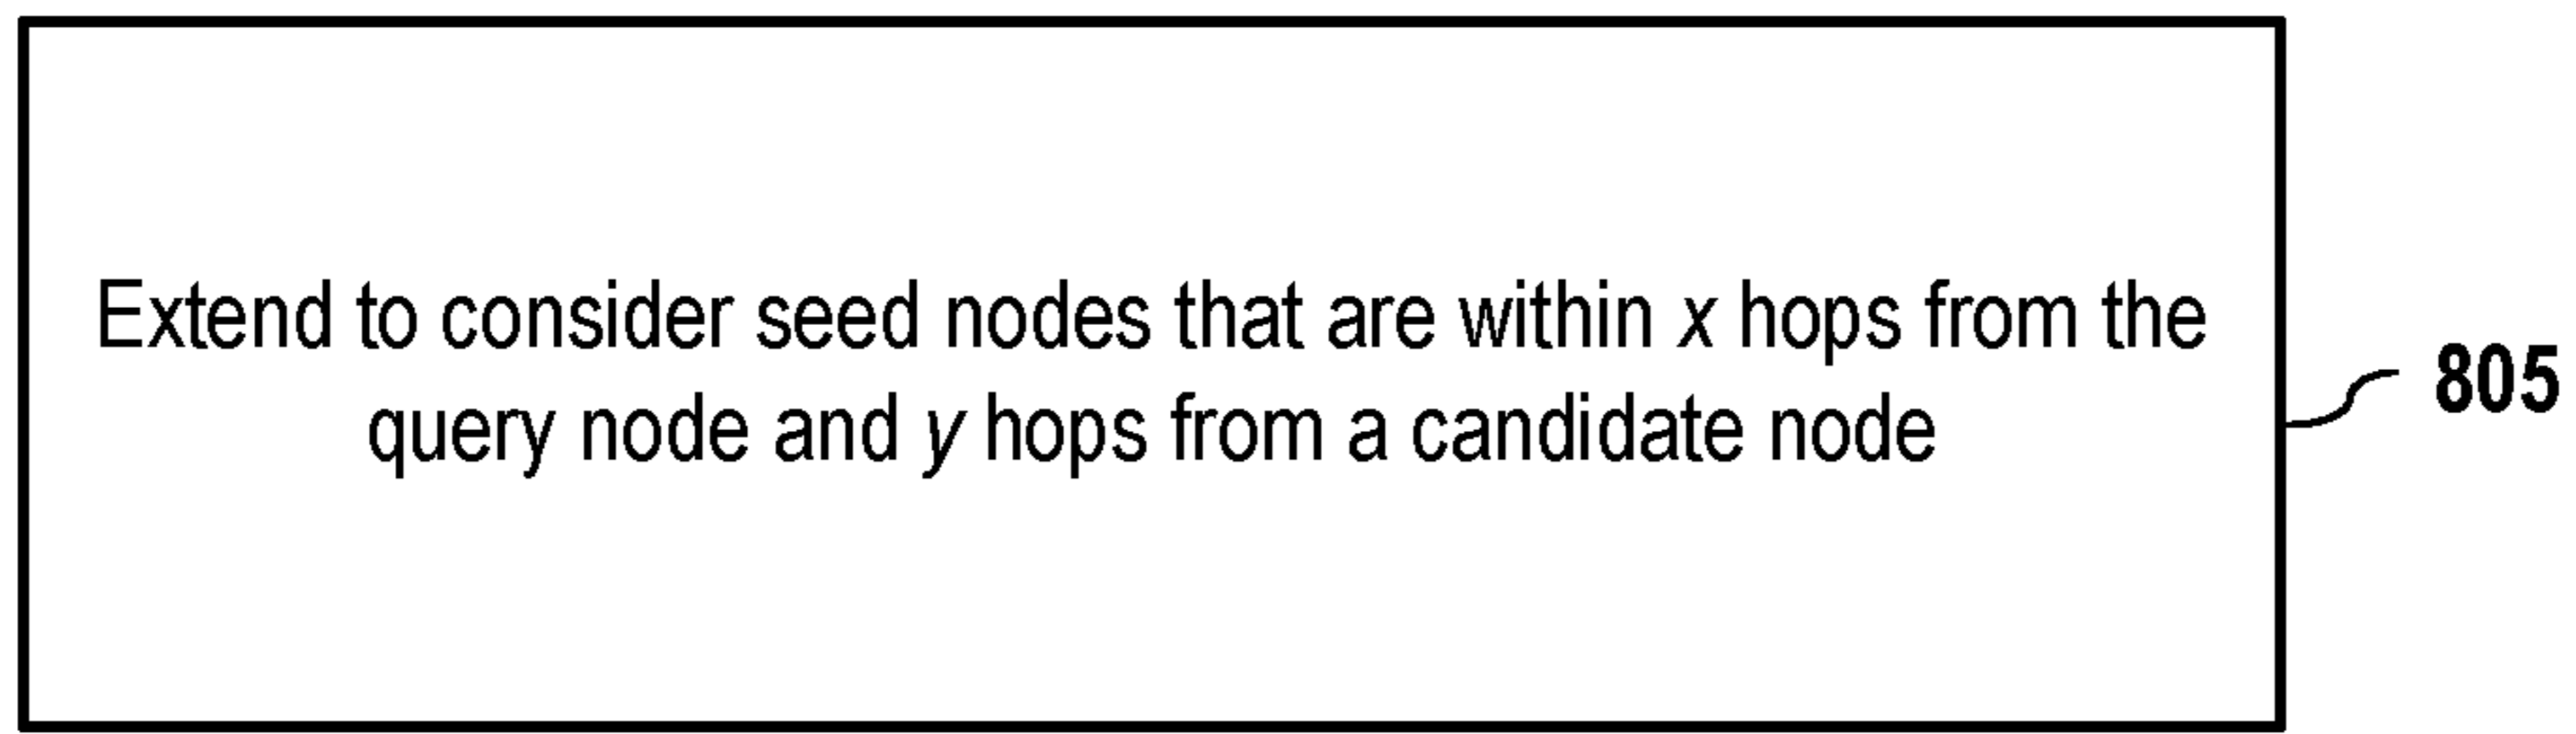 Extend to consider seed nodes that are within x hops from the
query node and y hops from a candidate node
805